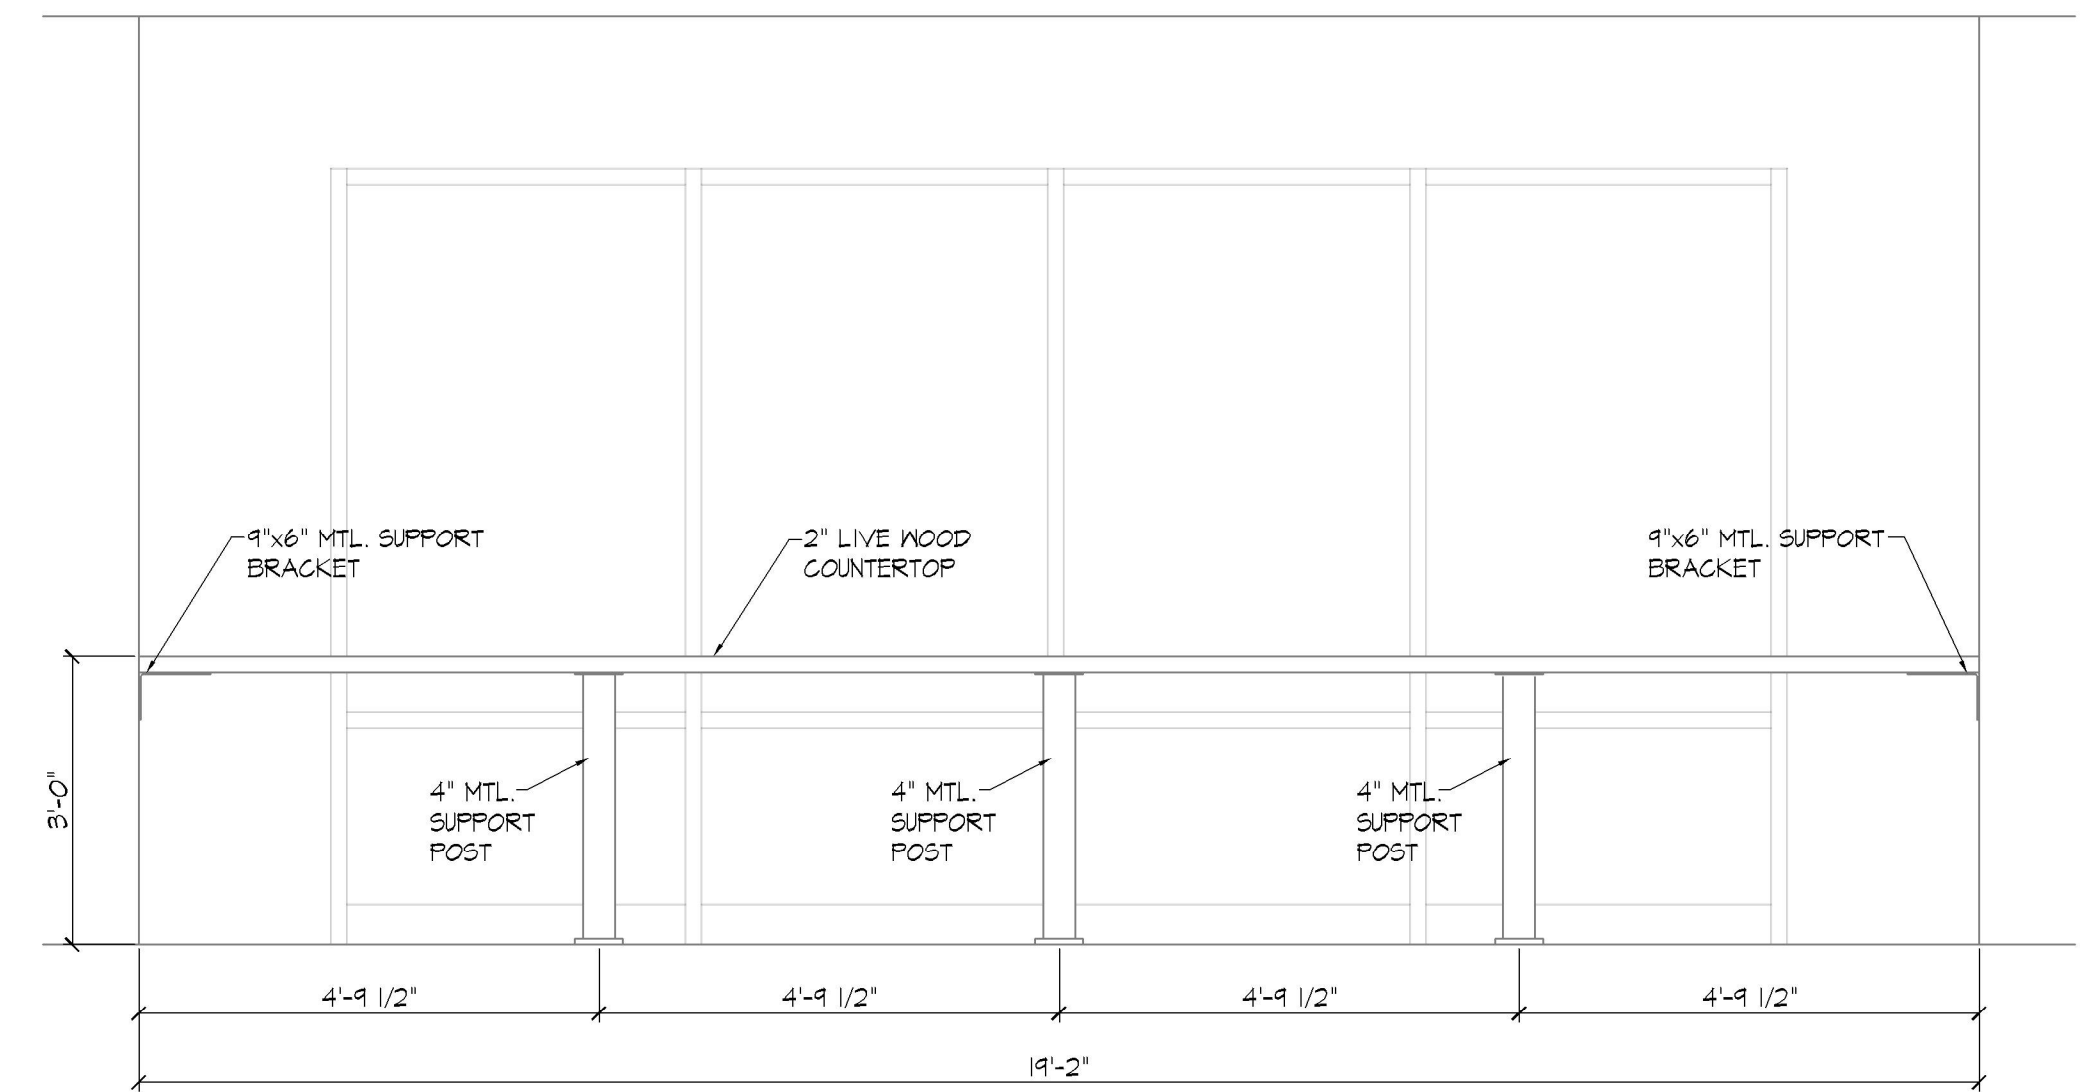 9"x6" MTL. SUPPORT
BRACKET
2" LIVE WOOD
COUNTERTOP
9"x6" MTL. SUPPORT
BRACKET
3'-0"
4" MTL.
SUPPORT
POST
4" MTL.
SUPPORT
POST
4" MTL.
SUPPORT
POST
4'-9 1/2"
4'-9 1/2"
4'-9 1/2"
4'-9 1/2"
19'-2"